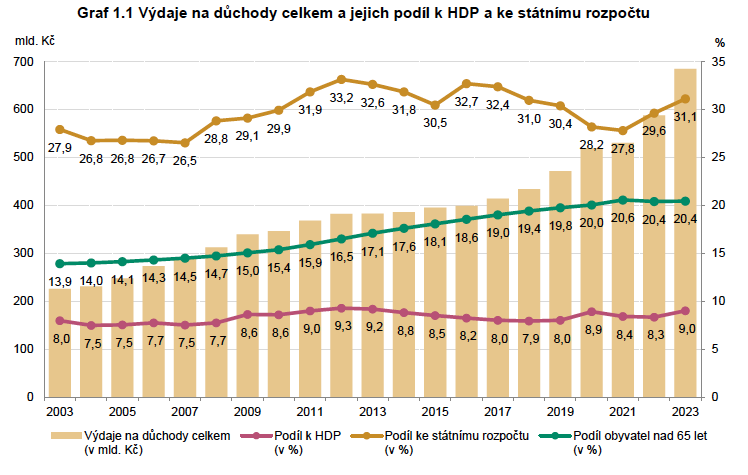 Graf 1.1 Výdaje na důchody celkem a jejich podíl k HDP a ke státnímu rozpočtu
mld. Kč %
700 35
600 30
500 25
400 20
300 15
200 10
100 5
0 0
27,9 26,8 26,8 26,7 26,5 28,8 29,1 29,9 31,9 33,2 32,6 31,8 30,5 32,7 32,4 31,0 30,4 28,2 27,8 29,6 31,1
13,9 14,0 14,1 14,3 14,5 14,7 15,0 15,4 15,9 16,5 17,1 17,6 18,1 18,6 19,0 19,4 19,8 20,0 20,6 20,4 20,4
8,0 7,5 7,5 7,7 7,5 7,7 8,6 8,6 9,0 9,3 9,2 8,8 8,5 8,2 8,0 7,9 8,0 8,9 8,4 8,3 9,0
2003 2005 2007 2009 2011 2013 2015 2017 2019 2021 2023
Výdaje na důchody celkem
(v mld. Kč)
Podíl k HDP
(v %)
Podíl ke státnímu rozpočtu
(v %)
Podíl obyvatel nad 65 let
(v %)